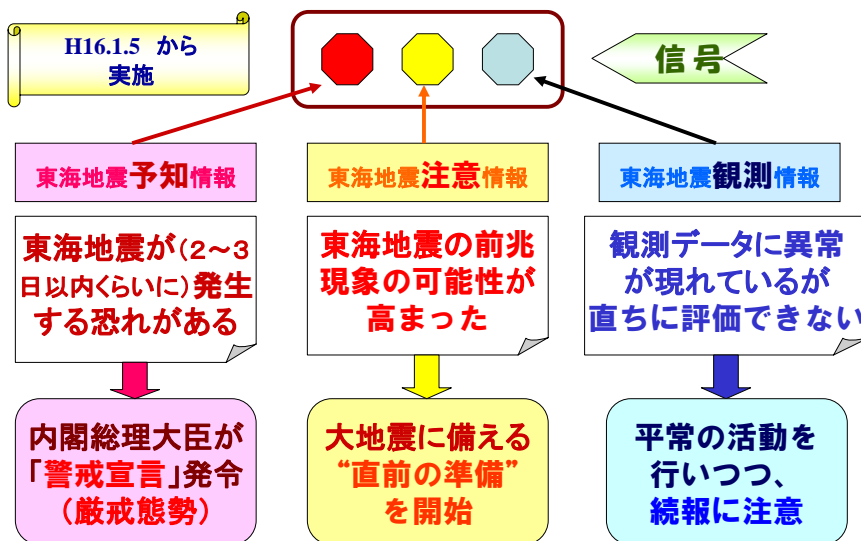 H16.1.5 から
実施
信号
東海地震予知情報
東海地震注意情報
東海地震観測情報
東海地震が(2～3
日以内くらいに)発生
する恐れがある
東海地震の前兆
現象の可能性が
高まった
観測データに異常
が現れているが
直ちに評価できない
内閣総理大臣が
「警戒宣言」発令
(厳戒態勢)
大地震に備える
“直前の準備”
を開始
平常の活動を
行いつつ、
続報に注意